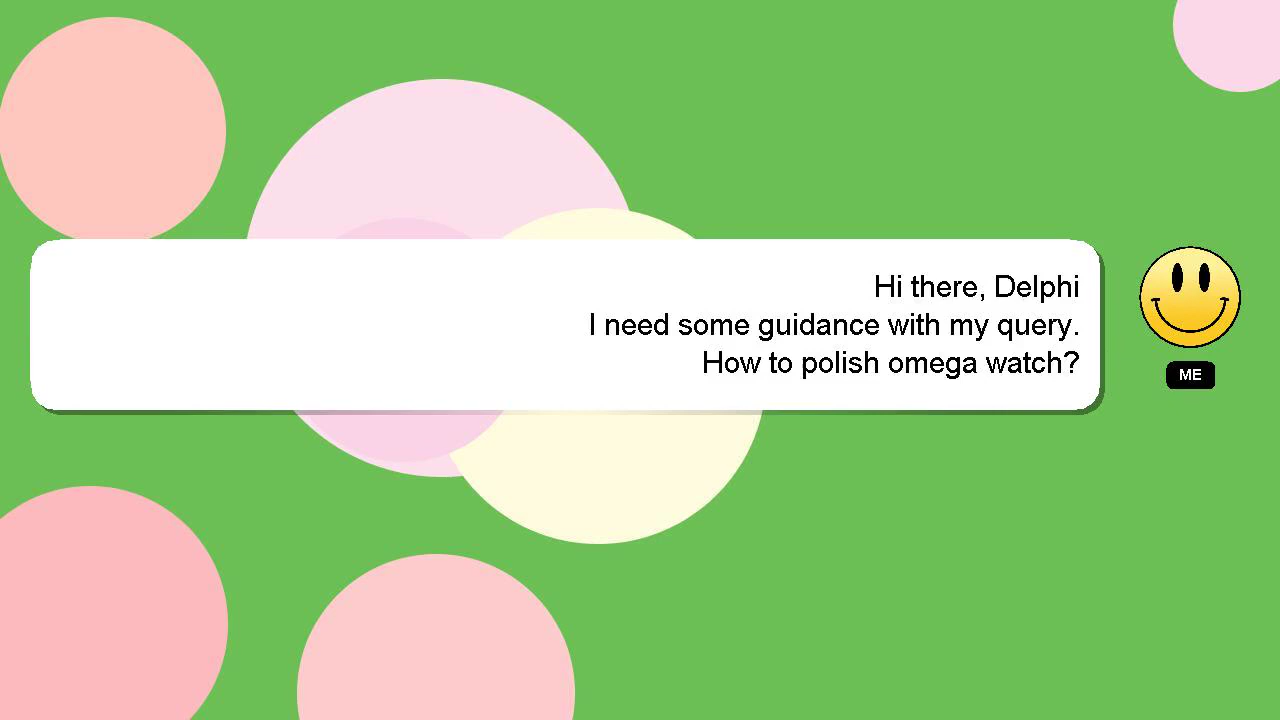 Hi there, Delphi
I need some guidance with my query.
How to polish omega watch?
ME